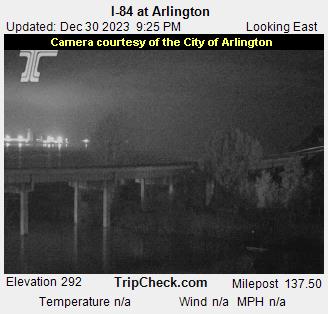 I-84 at Arlington
Updated: Dec 30 2023 9:25 PM Looking East
Camera courtesy of the City of Arlington
Elevation 292 TripCheck.com Milepost 137.50
Temperature n/a Wind n/a MPH n/a